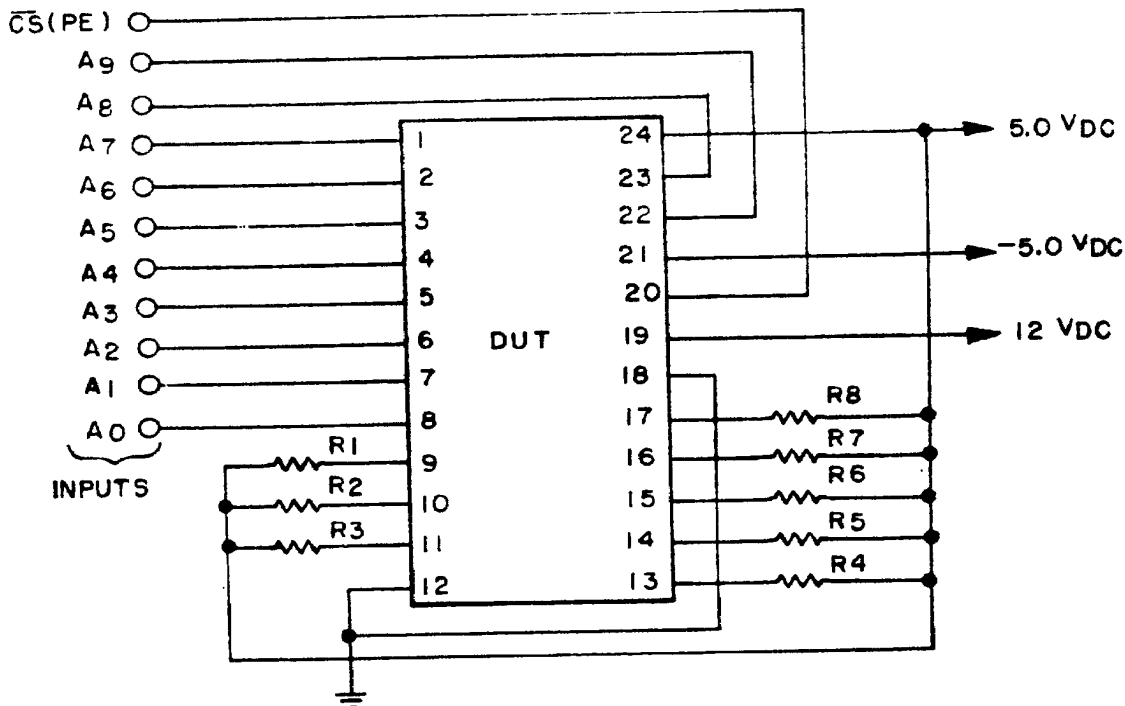 CS(PE)
A9
A8
A7
A6
A5
A4
A3
A2
A1
A0
INPUTS
1
2
3
4
5
6
7
8
9
10
11
12
DUT
24
23
22
21
20
19
18
17
16
15
14
13
5.0 VDC
-5.0 VDC
12 VDC
R1
R2
R3
R8
R7
R6
R5
R4